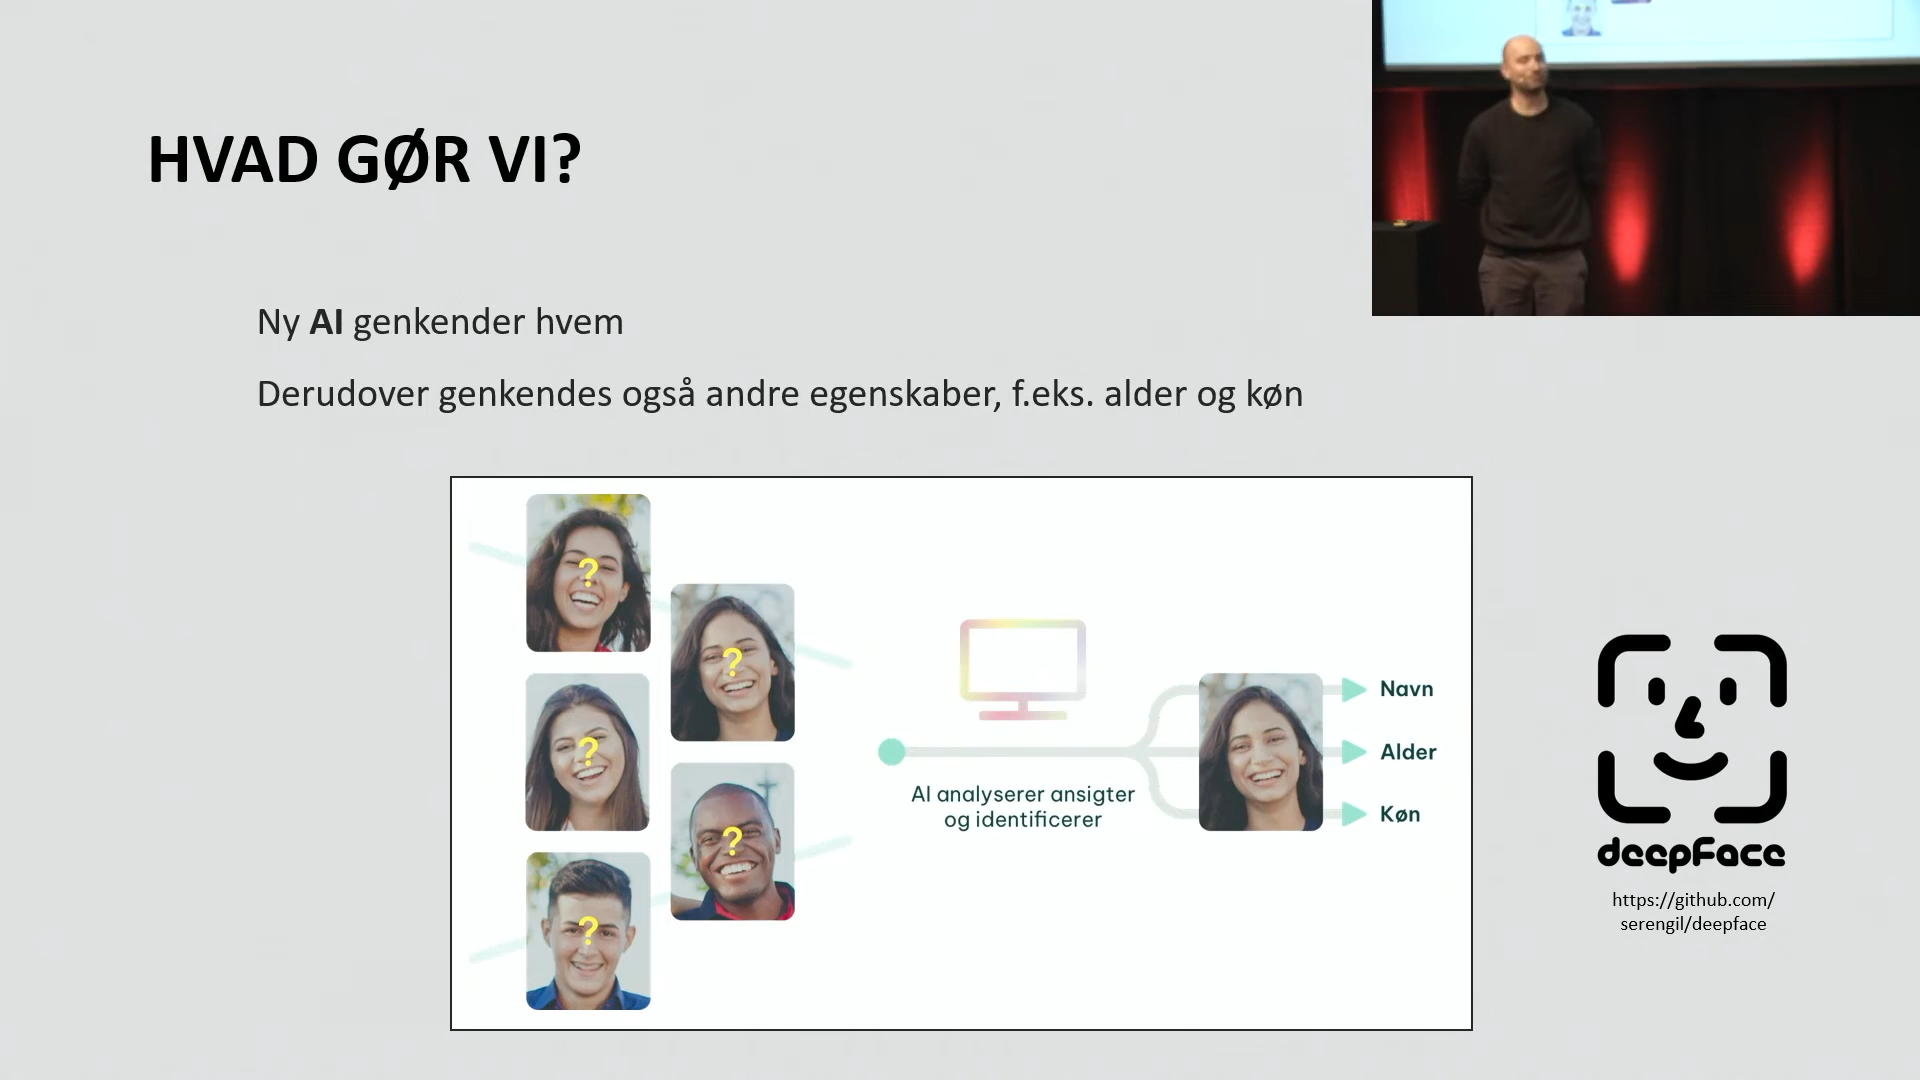 HVAD GØR VI?
Ny AI genkender hvem
Derudover genkendes også andre egenskaber, f.eks. alder og køn
?
?
?
?
?
AI analyserer ansigter
og identificerer
Navn
Alder
Køn
deepface
https://github.com/
serengil/deepface